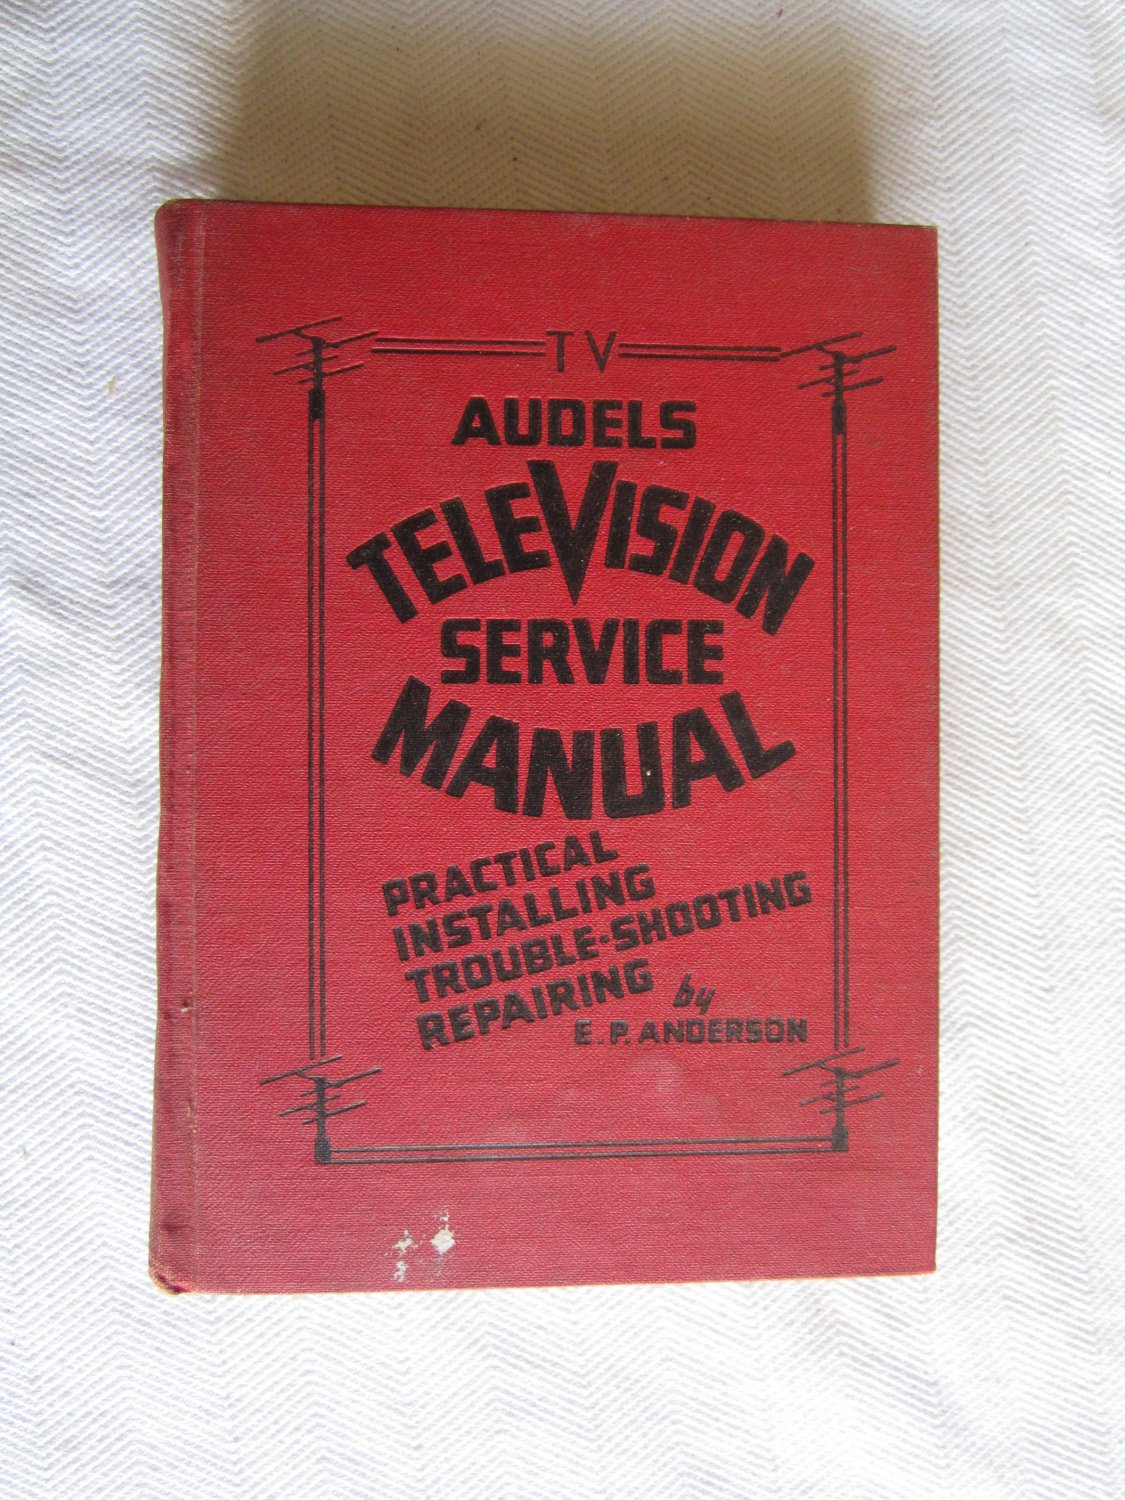 TV
AUDELS
TELEVISION
SERVICE
MANUAL
PRACTICAL
INSTALLING
TROUBLE-SHOOTING
REPAIRING
by
E. P. ANDERSON